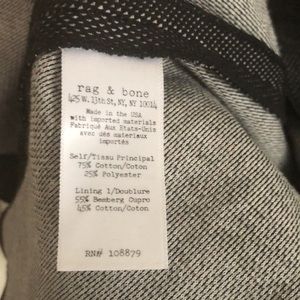 rag & bone
425 W. 13th St, NY, NY 10014
Made in the USA
with imported materials
Fabriqué Aux Etats-Unis
avec des matériaux
importés
Self/Tissu Principal
75% Cotton/Coton
25% Polyester
Lining 1/Doublure
55% Bemberg Cupro
45% Cotton/Coton
RN# 108879